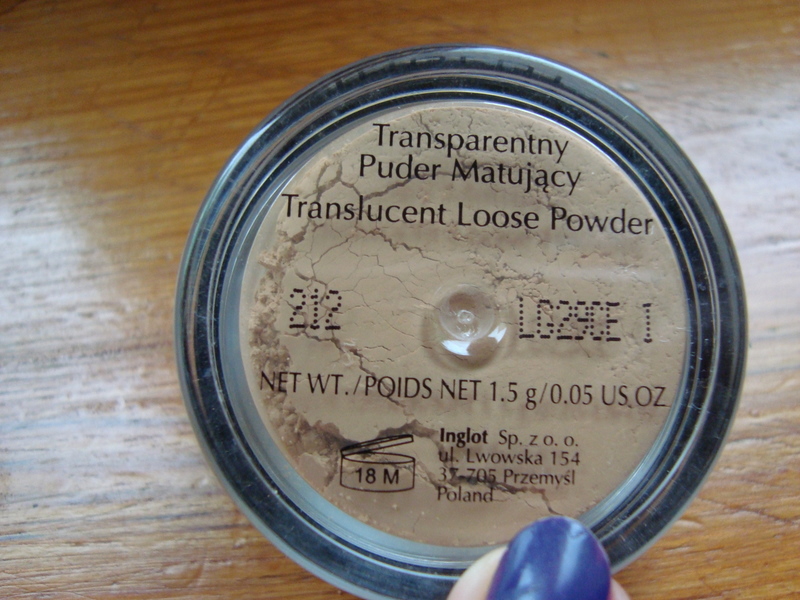 Transparentny
Puder Matujący
Translucent Loose Powder
212 LG29OE 1
NET WT./POIDS NET 1.5 g/0.05 US OZ
18 M
Inglot Sp. z o. o.
ul. Lwowska 154
37-705 Przemyśl
Poland